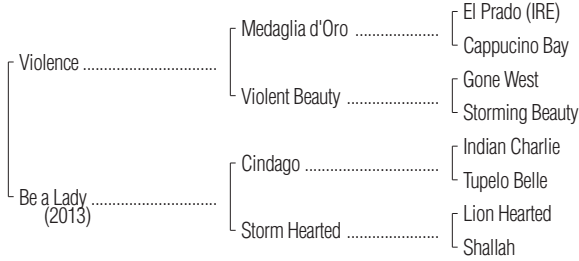 El Prado (IRE)
Medaglia d'Oro ....................
Cappucino Bay
Violence ................................
Gone West
Violent Beauty ......................
Storming Beauty
Indian Charlie
Cindago ................................
Tupelo Belle
Be a Lady ..............................
(2013)
Lion Hearted
Storm Hearted ......................
Shallah